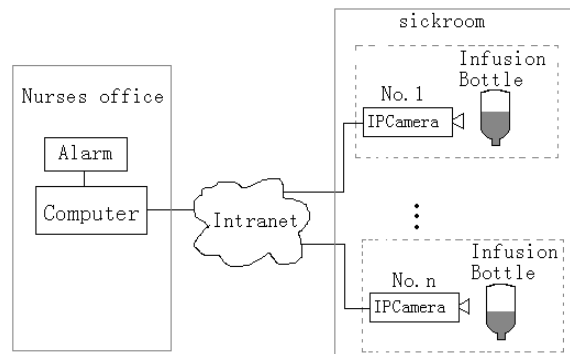 sickroom
Nurses office
Alarm
Computer
Intranet
No.1
IPCamera
Infusion
Bottle
No.n
IPCamera
Infusion
Bottle